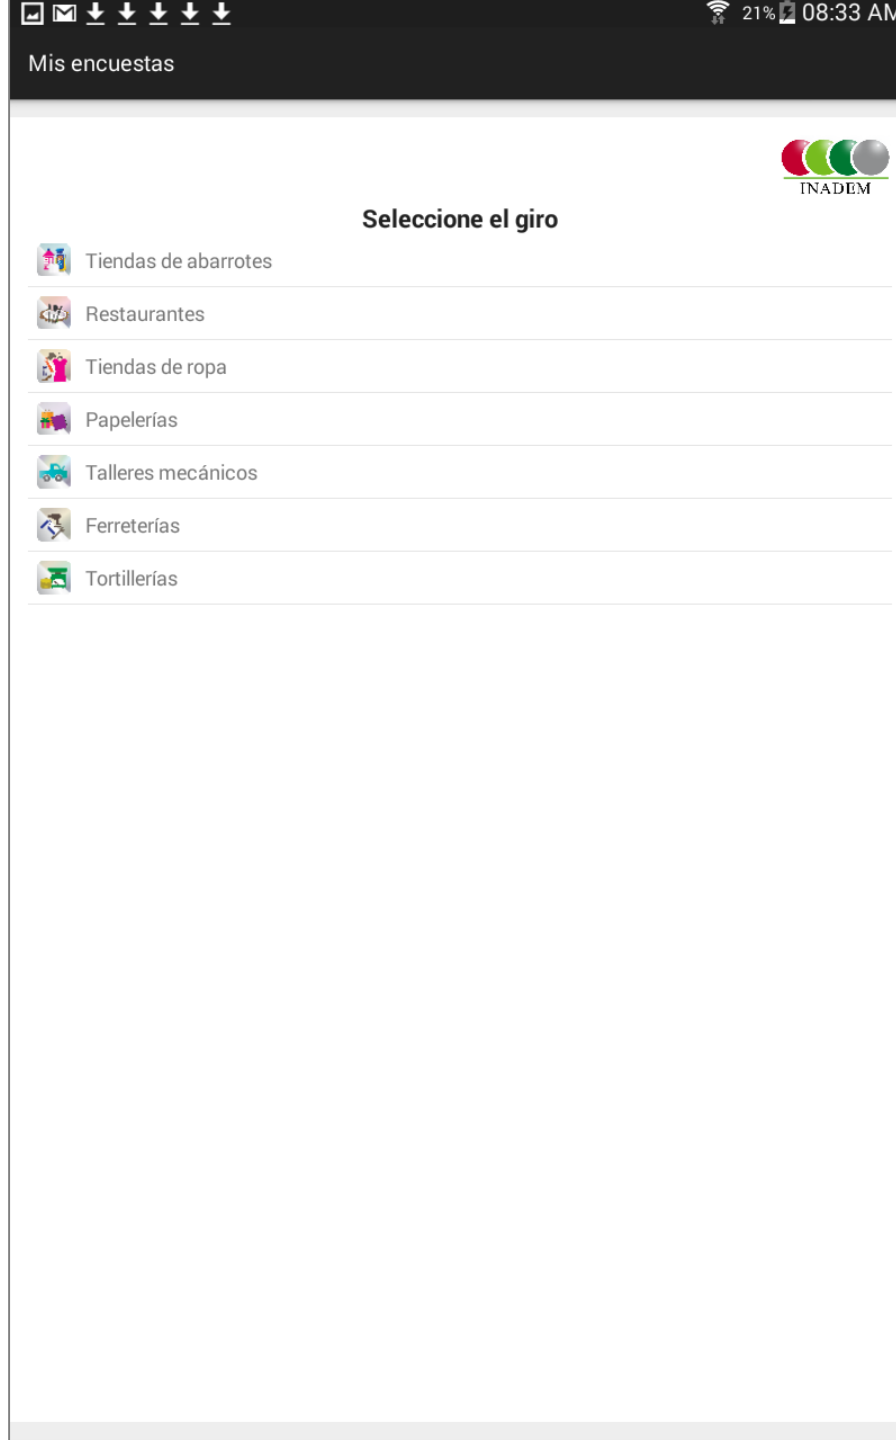 21% 08:33 AM
Mis encuestas
INADEM
Seleccione el giro
Tiendas de abarrotes
Restaurantes
Tiendas de ropa
Papelerías
Talleres mecánicos
Ferreterías
Tortillerías